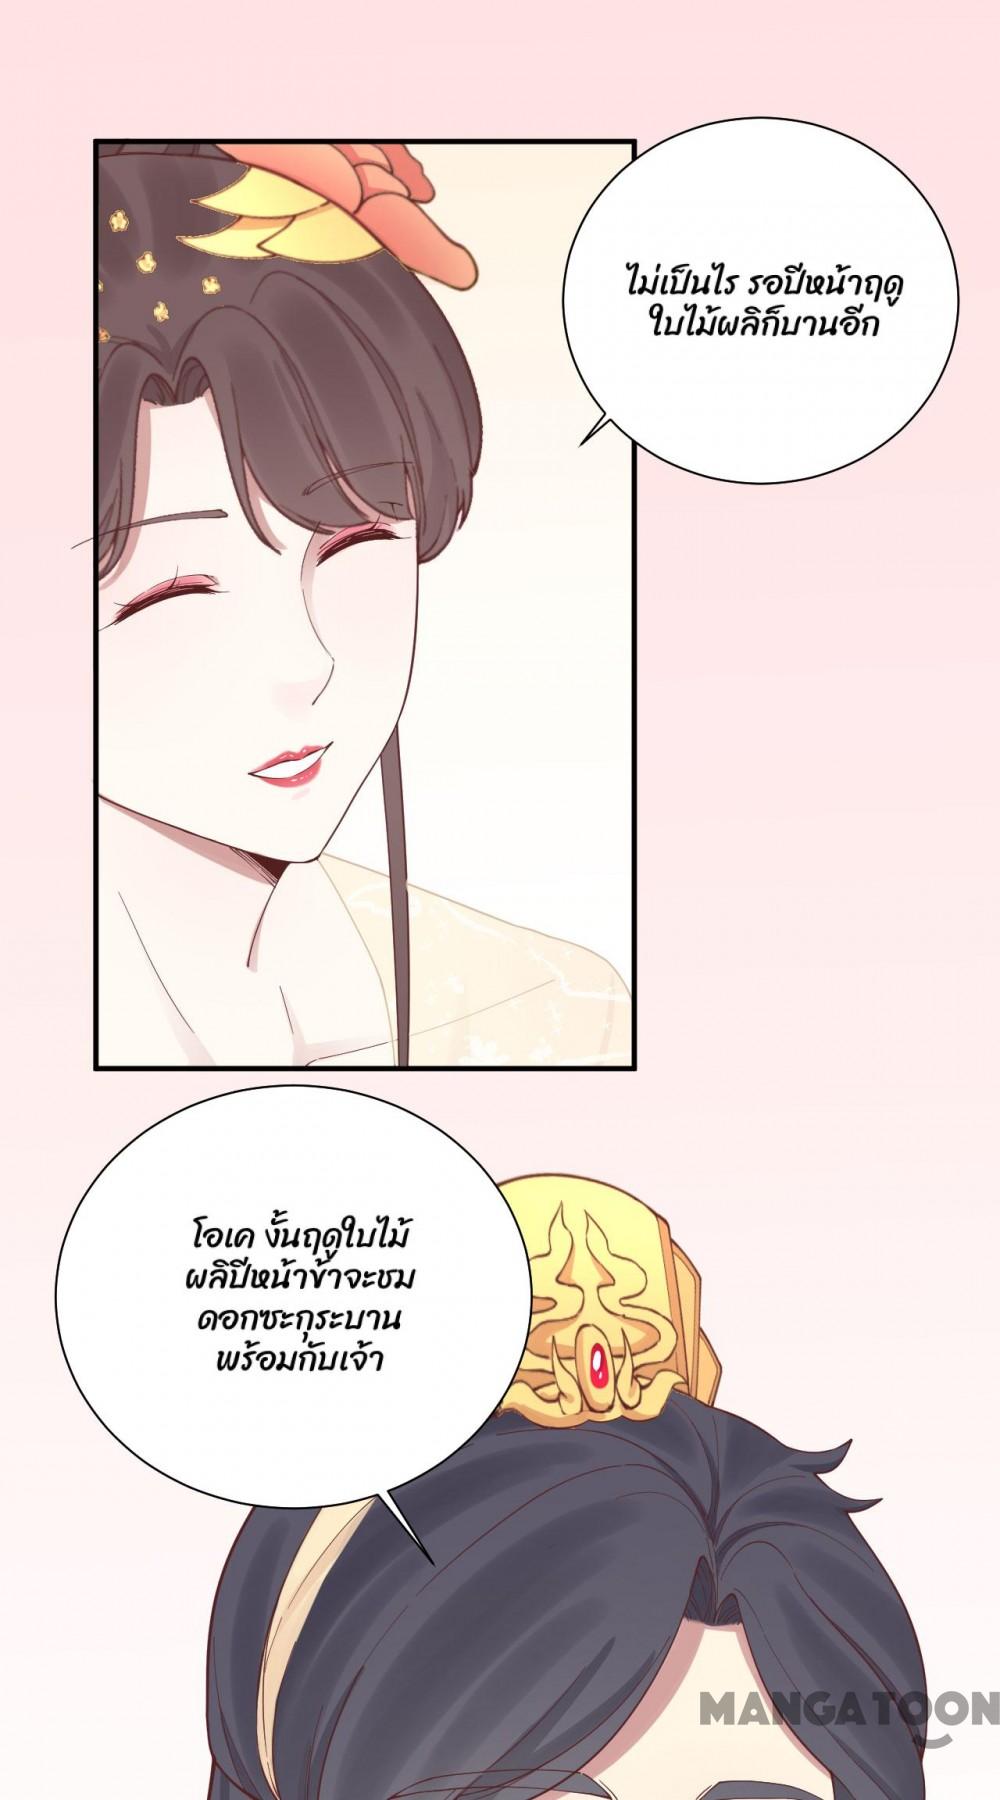 ไม่เป็นไร รอปีหน้าฤดู
ใบไม้ผลิก็บานอีก
โอเค งั้นฤดูใบไม้
ผลิปีหน้าข้าจะชม
ดอกซะกุระบาน
พร้อมกับเจ้า
MANGATOON